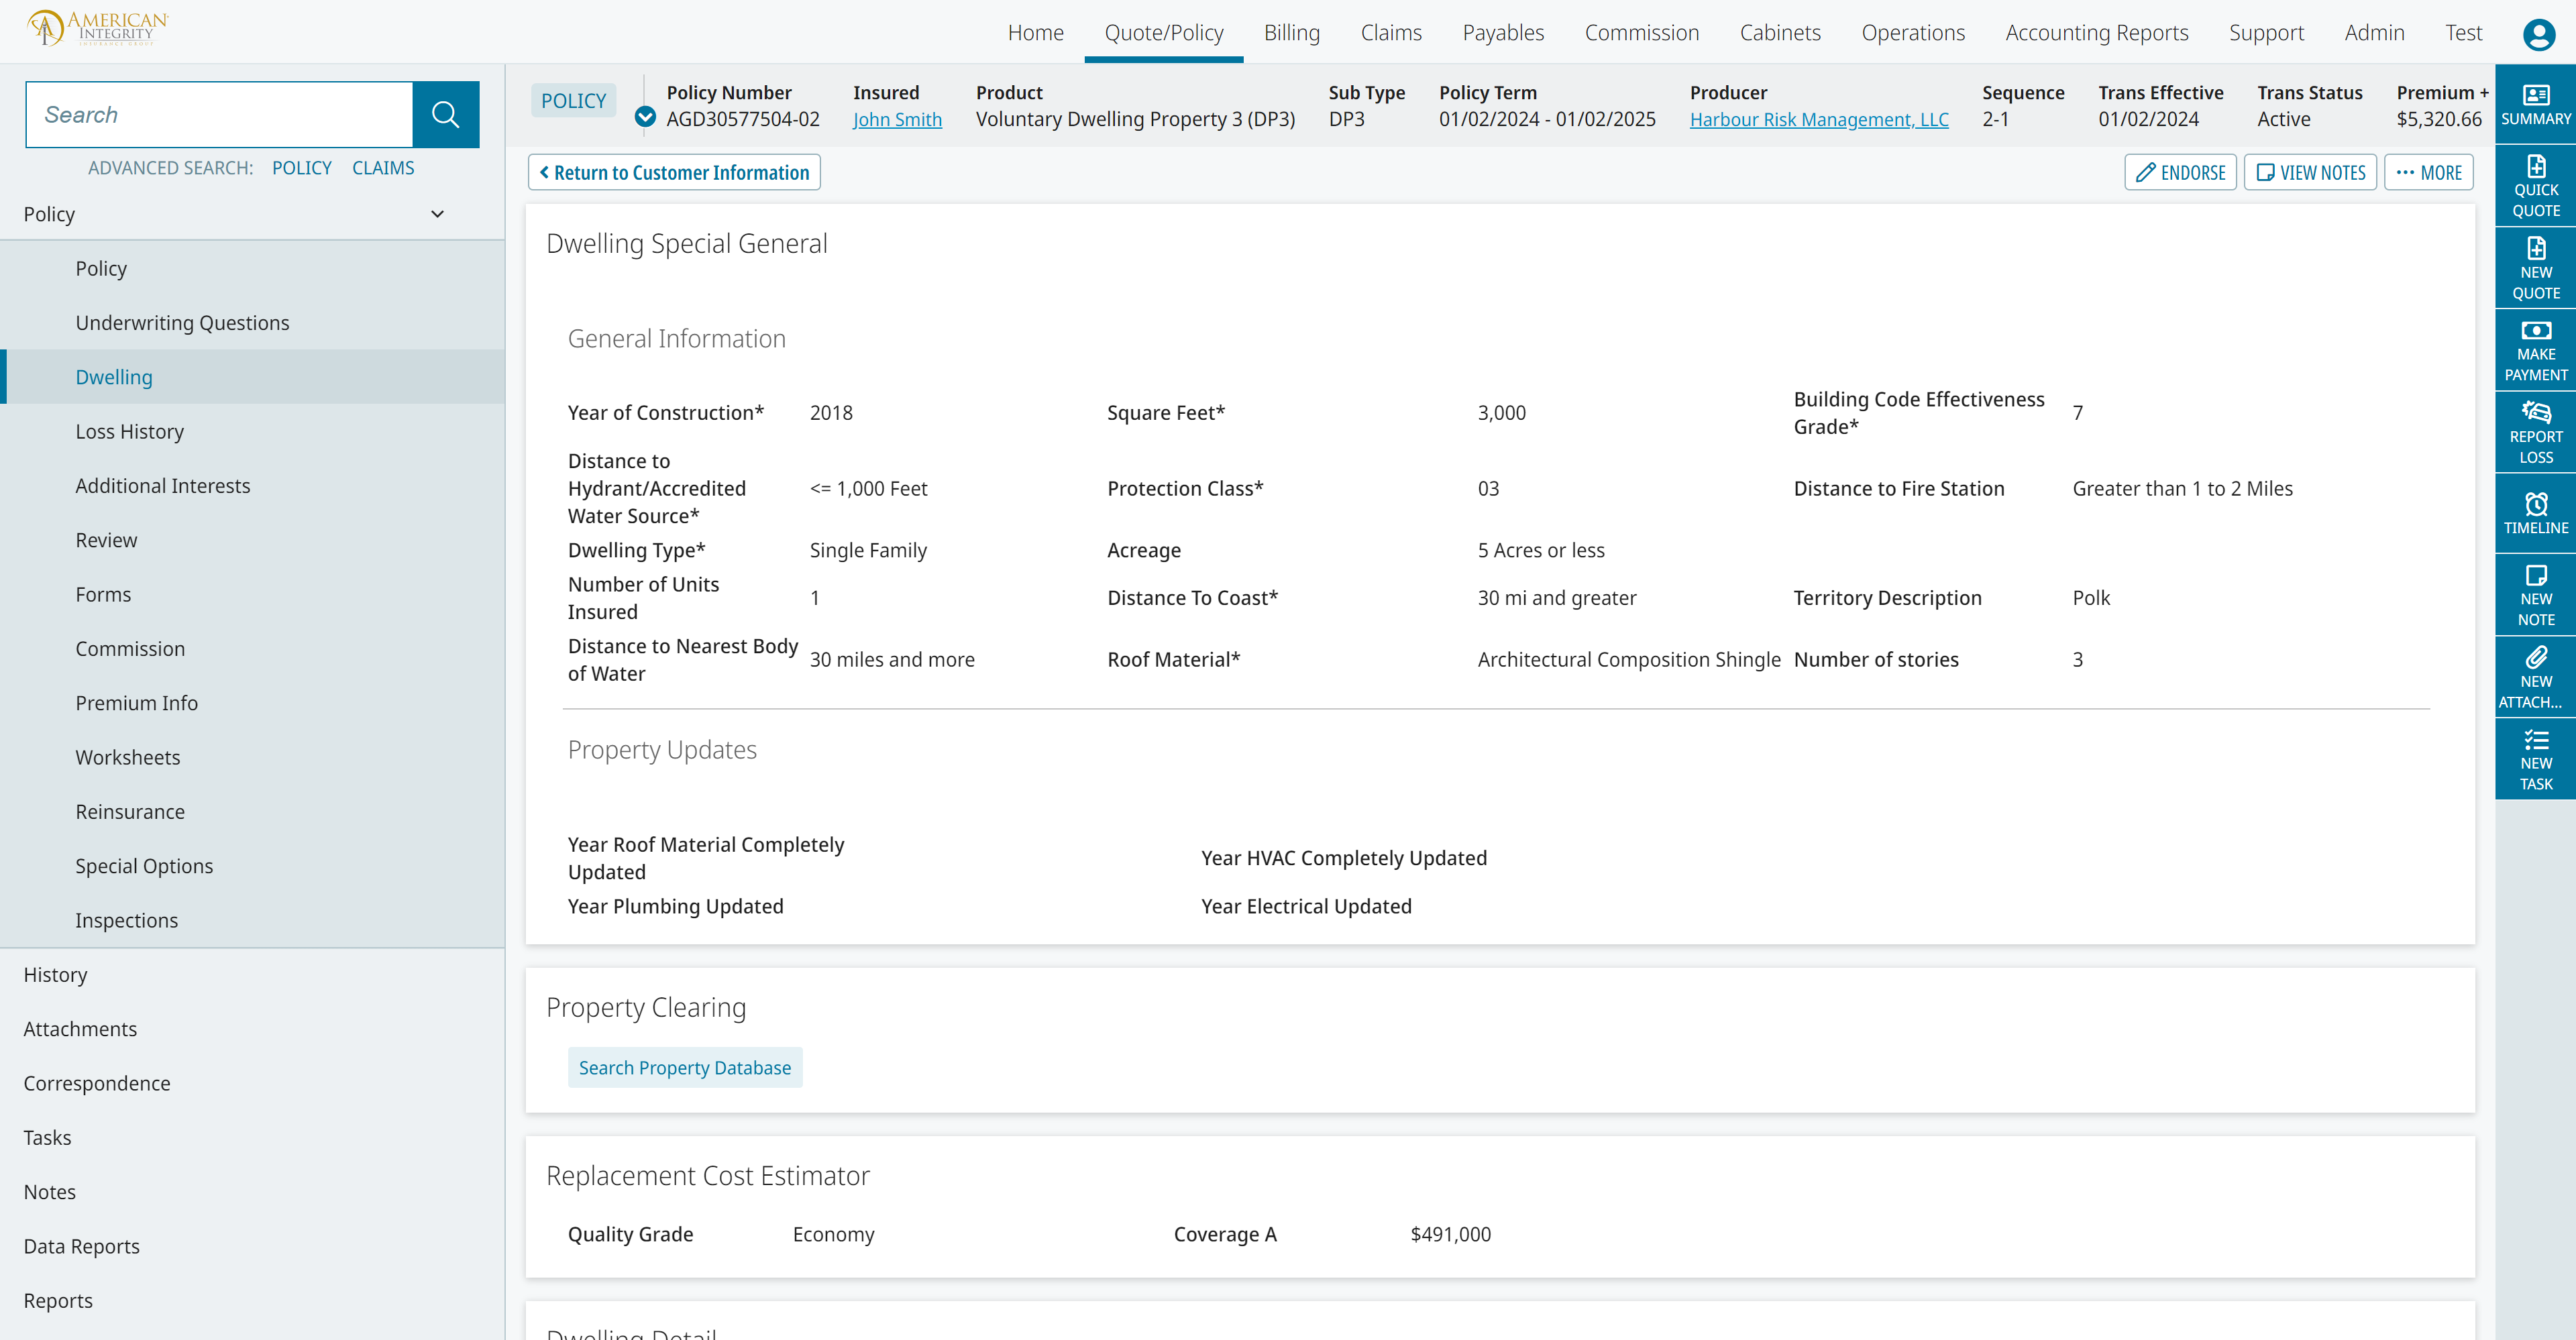 AMERICAN
INTEGRITY
INSURANCE GROUP
Home Quote/Policy Billing Claims Payables Commission Cabinets Operations Accounting Reports Support Admin Test
Search
ADVANCED SEARCH: POLICY CLAIMS
Policy
Policy
Underwriting Questions
Dwelling
Loss History
Additional Interests
Review
Forms
Commission
Premium Info
Worksheets
Reinsurance
Special Options
Inspections
History
Attachments
Correspondence
Tasks
Notes
Data Reports
Reports
POLICY
Policy Number Insured Product Sub Type Policy Term Producer Sequence Trans Effective Trans Status Premium +
AGD30577504-02 John Smith Voluntary Dwelling Property 3 (DP3) DP3 01/02/2024 - 01/02/2025 Harbour Risk Management, LLC 2-1 01/02/2024 Active $5,320.66
Return to Customer Information
ENDORSE VIEW NOTES MORE
Dwelling Special General
General Information
Year of Construction* 2018 Square Feet* 3,000 Building Code Effectiveness
Grade* 7
Distance to
Hydrant/Accredited
Water Source* <= 1,000 Feet Protection Class* 03 Distance to Fire Station Greater than 1 to 2 Miles
Dwelling Type* Single Family Acreage 5 Acres or less
Number of Units
Insured 1 Distance To Coast* 30 mi and greater Territory Description Polk
Distance to Nearest Body
of Water 30 miles and more Roof Material* Architectural Composition Shingle Number of stories 3
Property Updates
Year Roof Material Completely
Updated Year HVAC Completely Updated
Year Plumbing Updated Year Electrical Updated
Property Clearing
Search Property Database
Replacement Cost Estimator
Quality Grade Economy Coverage A $491,000
Dwelling Detail
SUMMARY
QUICK
QUOTE
NEW
QUOTE
MAKE
PAYMENT
REPORT
LOSS
TIMELINE
NEW
NOTE
NEW
ATTACH...
NEW
TASK